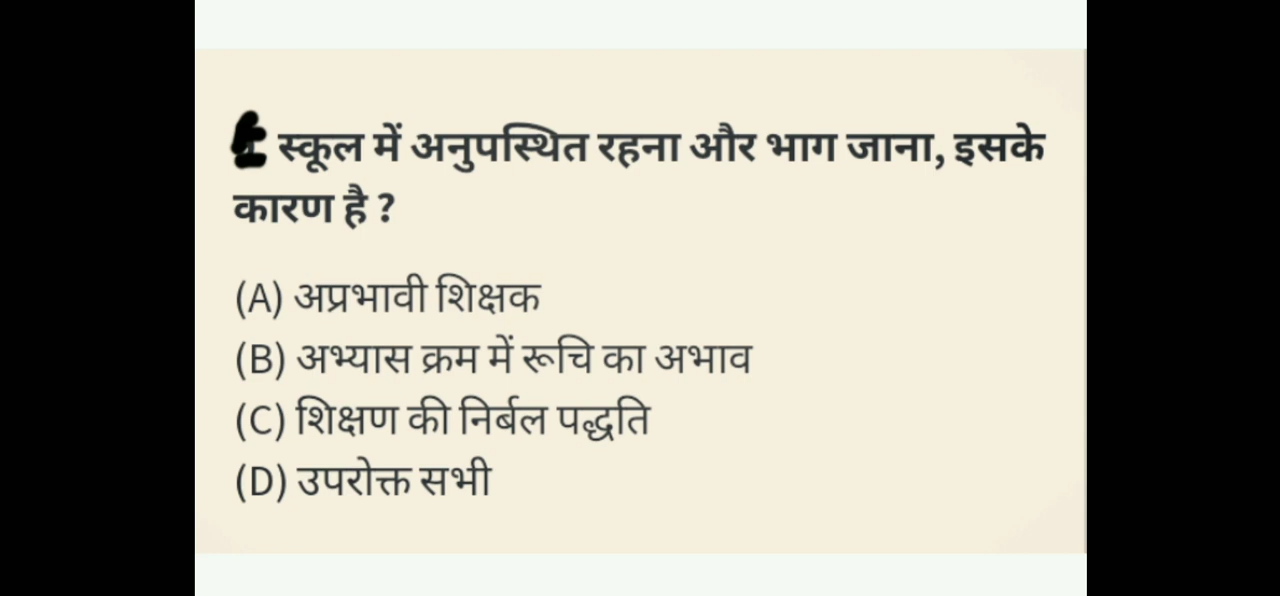 स्कूल में अनुपस्थित रहना और भाग जाना, इसके
कारण है ?
(A) अप्रभावी शिक्षक
(B) अभ्यास क्रम में रूचि का अभाव
(C) शिक्षण की निर्बल पद्धति
(D) उपरोक्त सभी